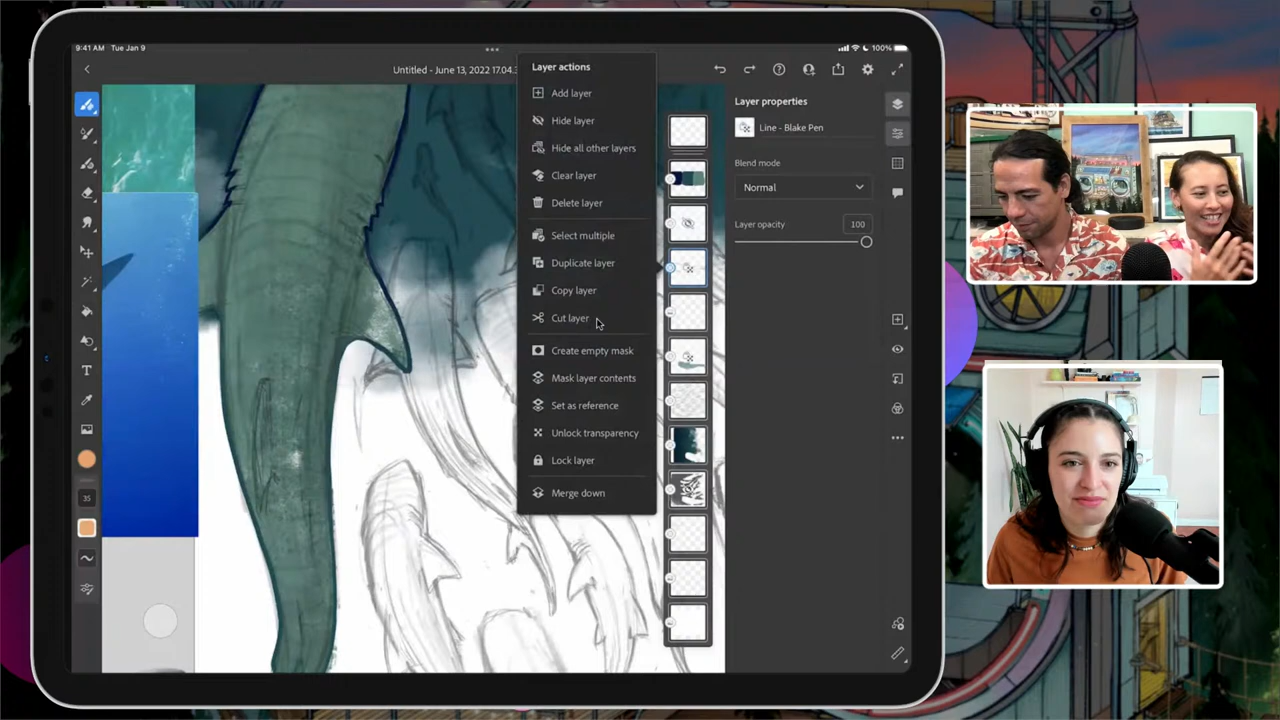 9:41 AM Tue Jan 9
100%
Untitled - June 13, 2022 17.04.3
Layer actions
Add layer
Hide layer
Hide all other layers
Clear layer
Delete layer
Select multiple
Duplicate layer
Copy layer
Cut layer
Create empty mask
Mask layer contents
Set as reference
Unlock transparency
Lock layer
Merge down
T
35
Layer properties
Line - Blake Pen
Blend mode
Normal
Layer opacity
100